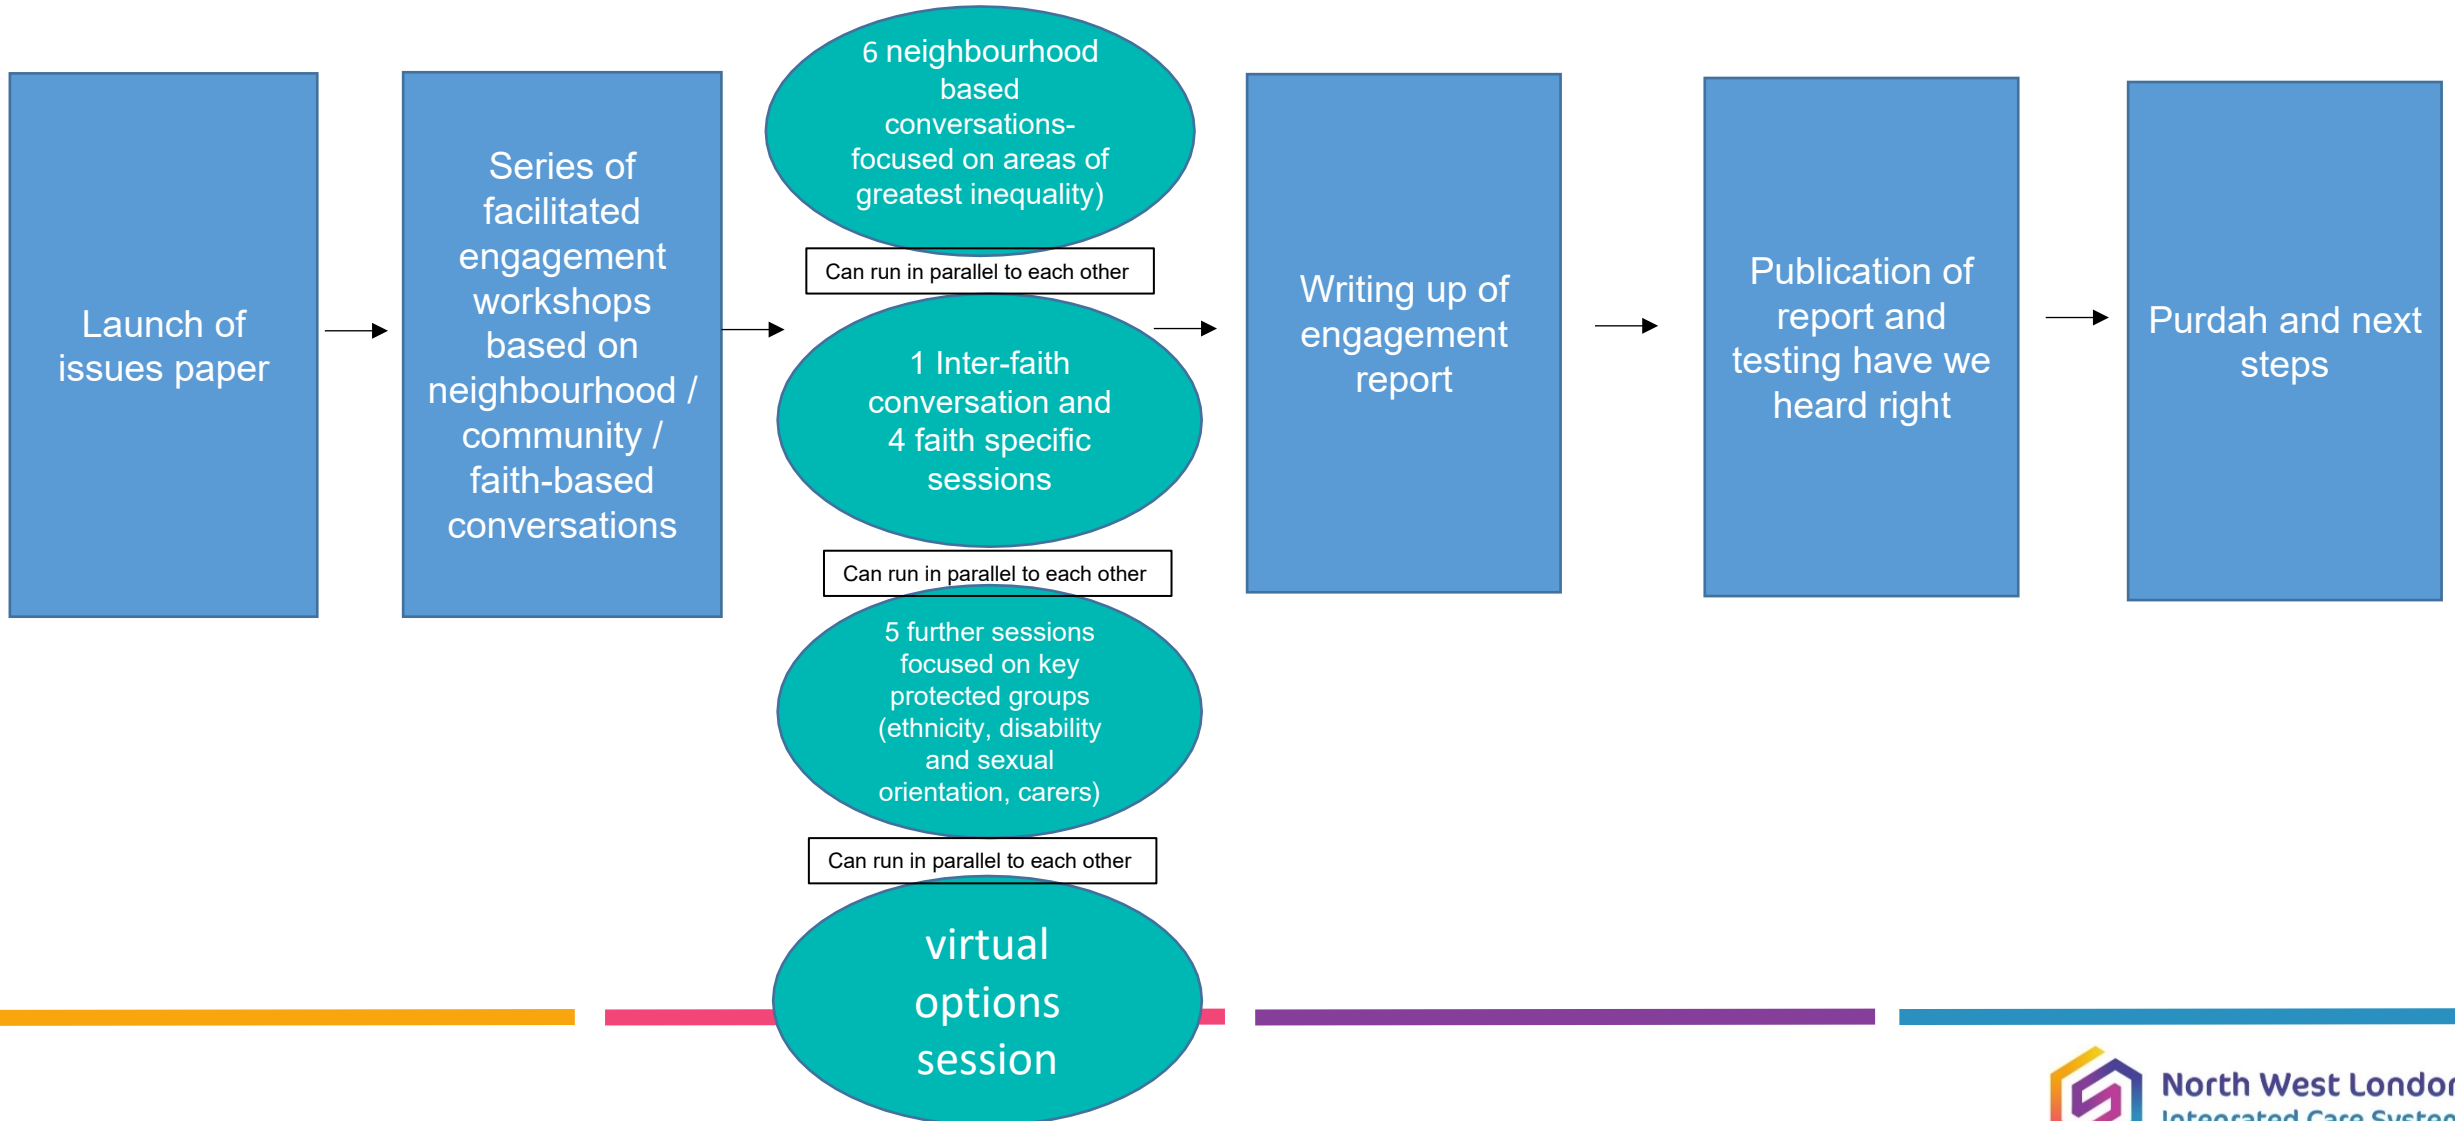 Launch of
issues paper
Series of
facilitated
engagement
workshops
based on
neighbourhood /
community /
faith-based
conversations
6 neighbourhood
based
conversations-
focused on areas of
greatest inequality)
Can run in parallel to each other
1 Inter-faith
conversation and
4 faith specific
sessions
Can run in parallel to each other
5 further sessions
focused on key
protected groups
(ethnicity, disability
and sexual
orientation, carers)
Can run in parallel to each other
virtual
options
session
Writing up of
engagement
report
Publication of
report and
testing have we
heard right
Purdah and next
steps
North West London
Integrated Care System